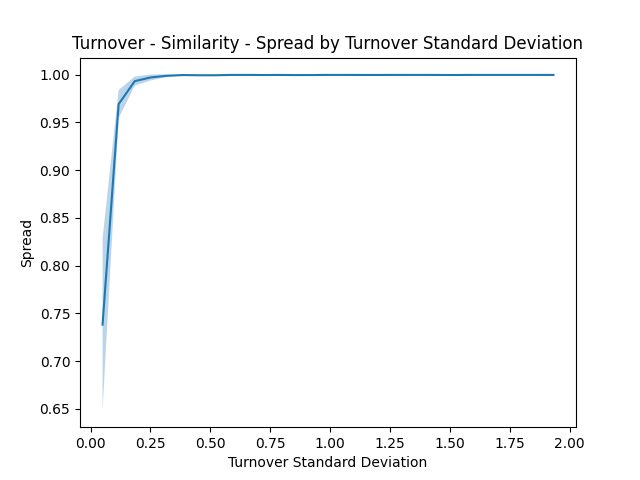 Turnover - Similarity - Spread by Turnover Standard Deviation
1.00
0.95
0.90
0.85
0.80
0.75
0.70
0.65
Spread
0.00 0.25 0.50 0.75 1.00 1.25 1.50 1.75 2.00
Turnover Standard Deviation